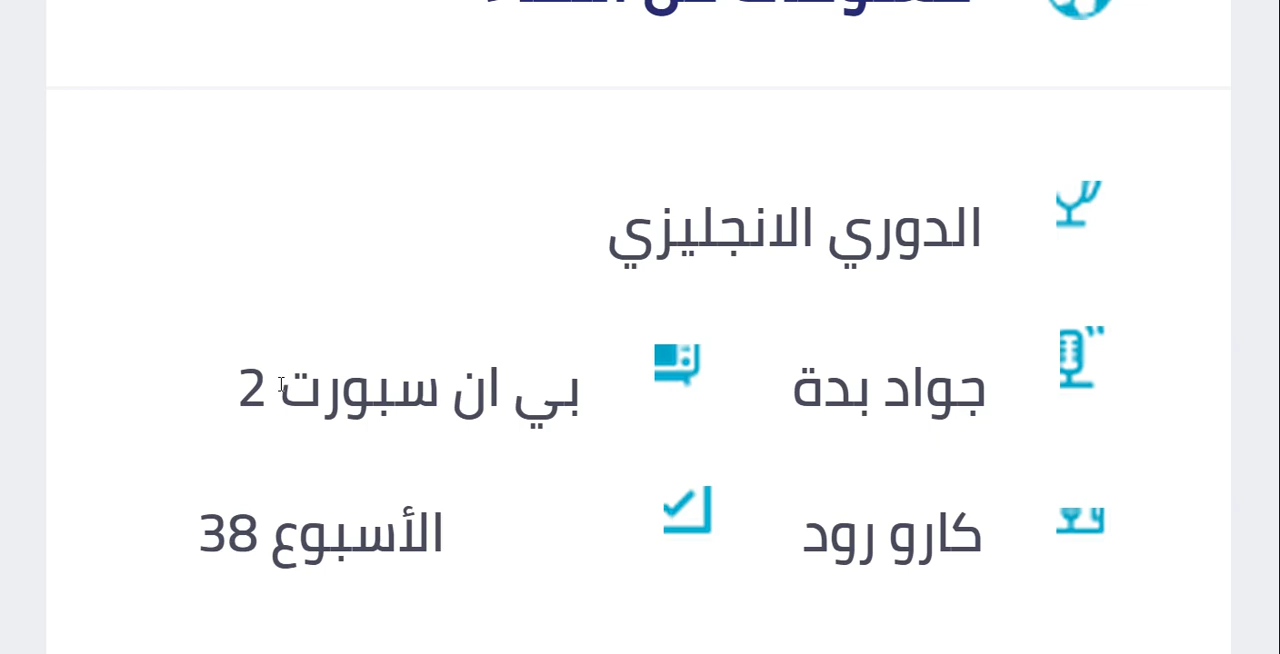 الدوري الانجليزي
جواد بدة
بي ان سبورت 2
كارو رود
الأسبوع 38